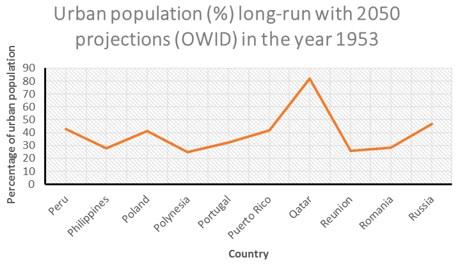 Urban population (%) long-run with 2050
projections (OWID) in the year 1953
Percentage of urban population
90
80
70
60
50
40
30
20
10
0
Peru
Philippines
Poland
Polynesia
Portugal
Puerto Rico
Qatar
Reunion
Romania
Russia
Country